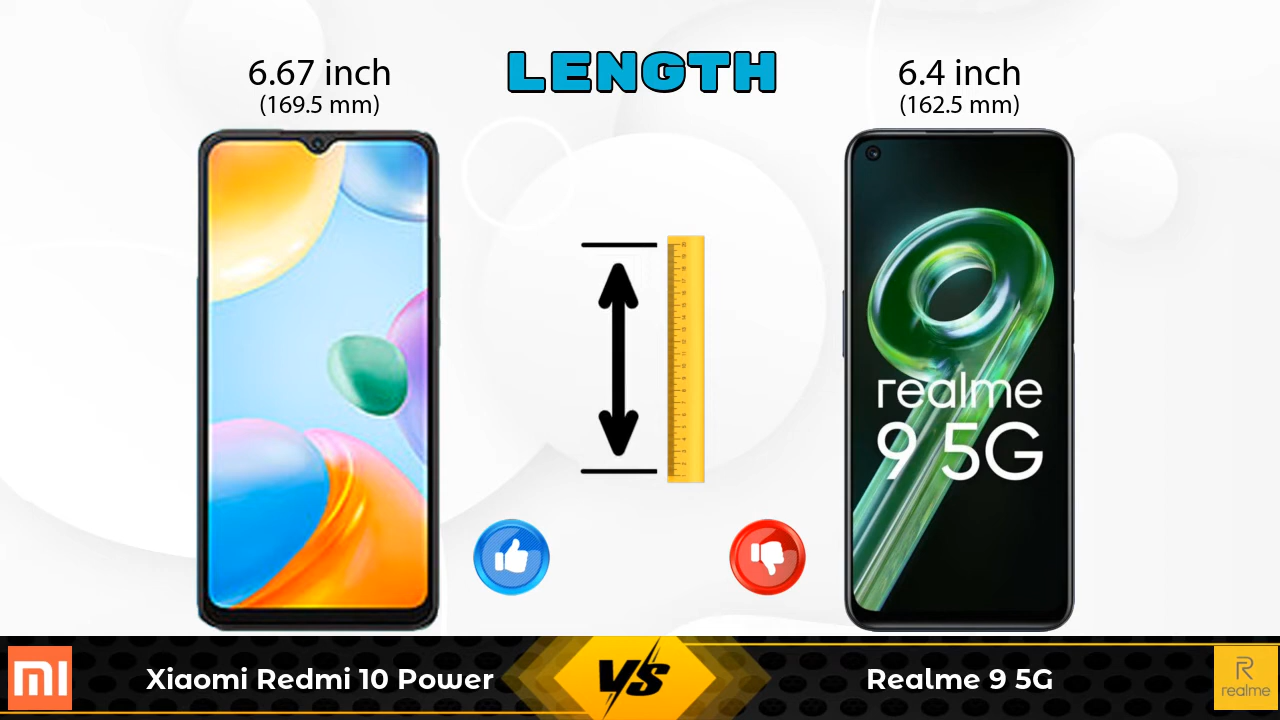 LENGTH
6.67 inch
(169.5 mm)
6.4 inch
(162.5 mm)
realme
9 5G
mi
Xiaomi Redmi 10 Power
VS
Realme 9 5G
R
realme